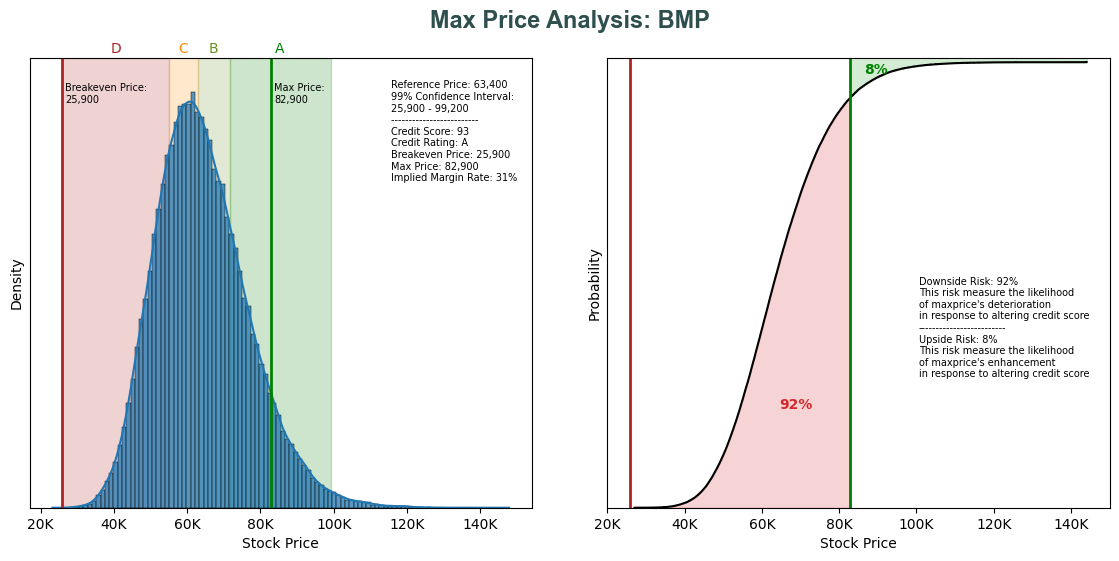 Max Price Analysis: BMP
D C B A
Breakeven Price:
25,900
Max Price:
82,900
Reference Price: 63,400
99% Confidence Interval:
25,900 - 99,200
-------------------------
Credit Score: 93
Credit Rating: A
Breakeven Price: 25,900
Max Price: 82,900
Implied Margin Rate: 31%
Density
20K 40K 60K 80K 100K 120K 140K
Stock Price
8%
Probability
Downside Risk: 92%
This risk measure the likelihood
of maxprice's deterioration
in response to altering credit score
-------------------------
Upside Risk: 8%
This risk measure the likelihood
of maxprice's enhancement
in response to altering credit score
92%
20K 40K 60K 80K 100K 120K 140K
Stock Price